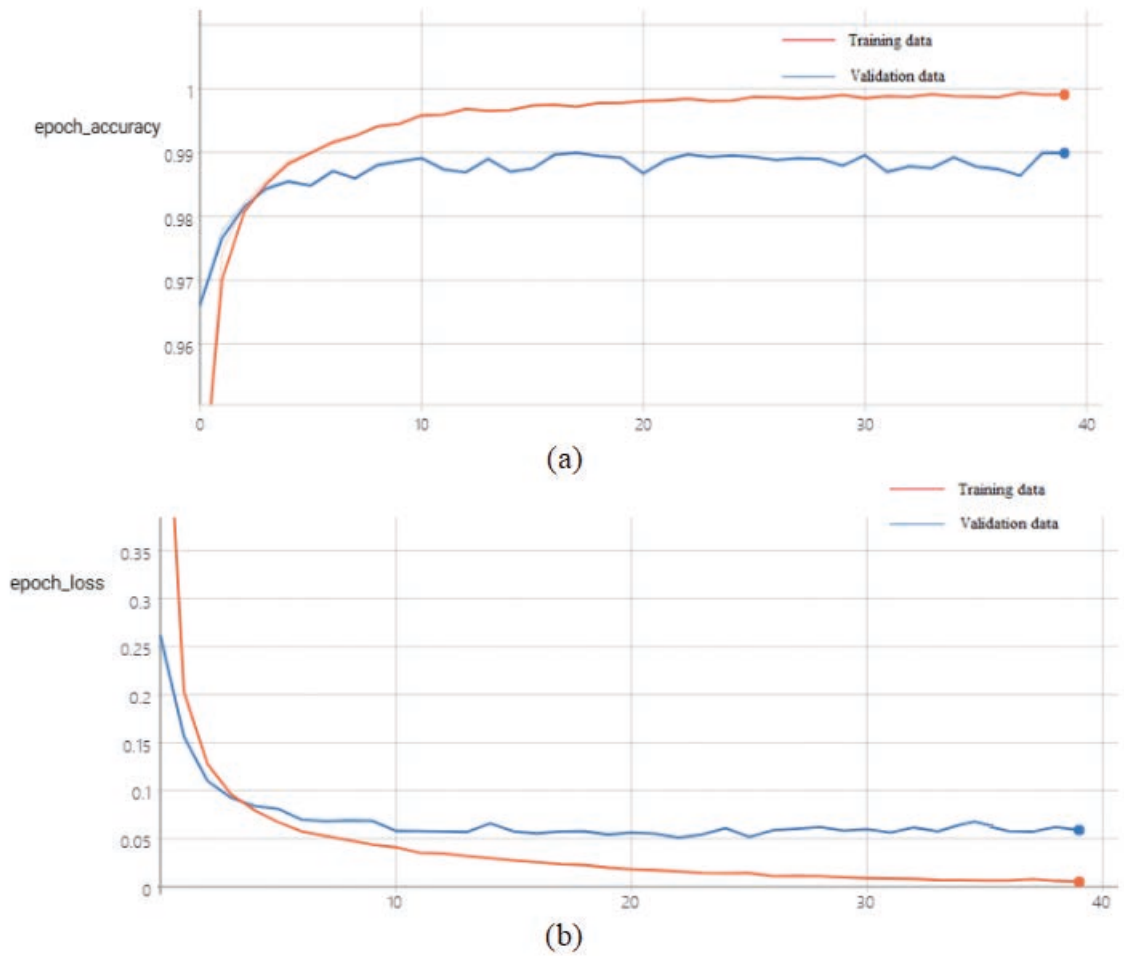 Training data
Validation data
1
epoch_accuracy
0.99
0.98
0.97
0.96
0 10 20 30 40
(a)
Training data
Validation data
0.35
epoch_loss
0.3
0.25
0.2
0.15
0.1
0.05
0
10 20 30 40
(b)